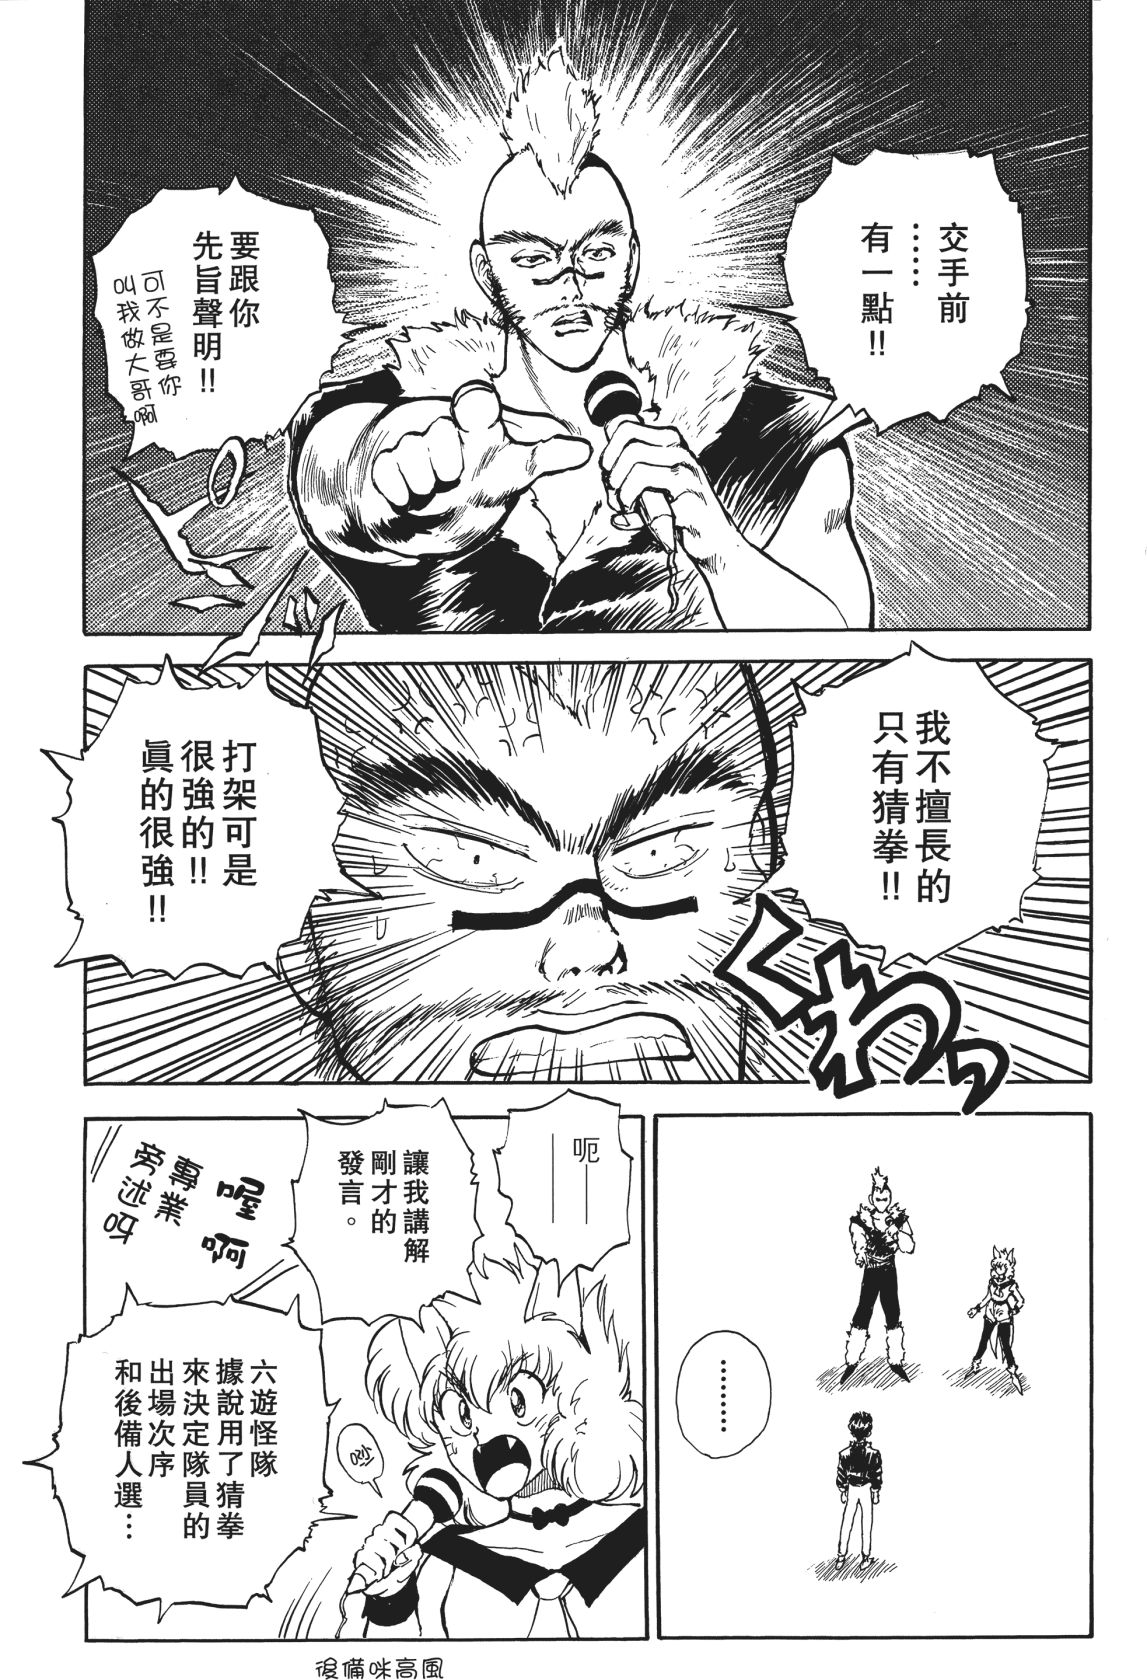 交手前
……
有一點!!
要跟你
先旨聲明!!
可不是要你
叫我做大哥啊
我不擅長的
只有猜拳!!
打架可是
很強的!!
眞的很強!!
くわっ
………
呃——
——
讓我講解
剛才的
發言。
喔
啊
專業
旁述呀
六遊怪隊
據說用了猜拳
來決定隊員的
出場次序
和後備人選…
後備咪高風